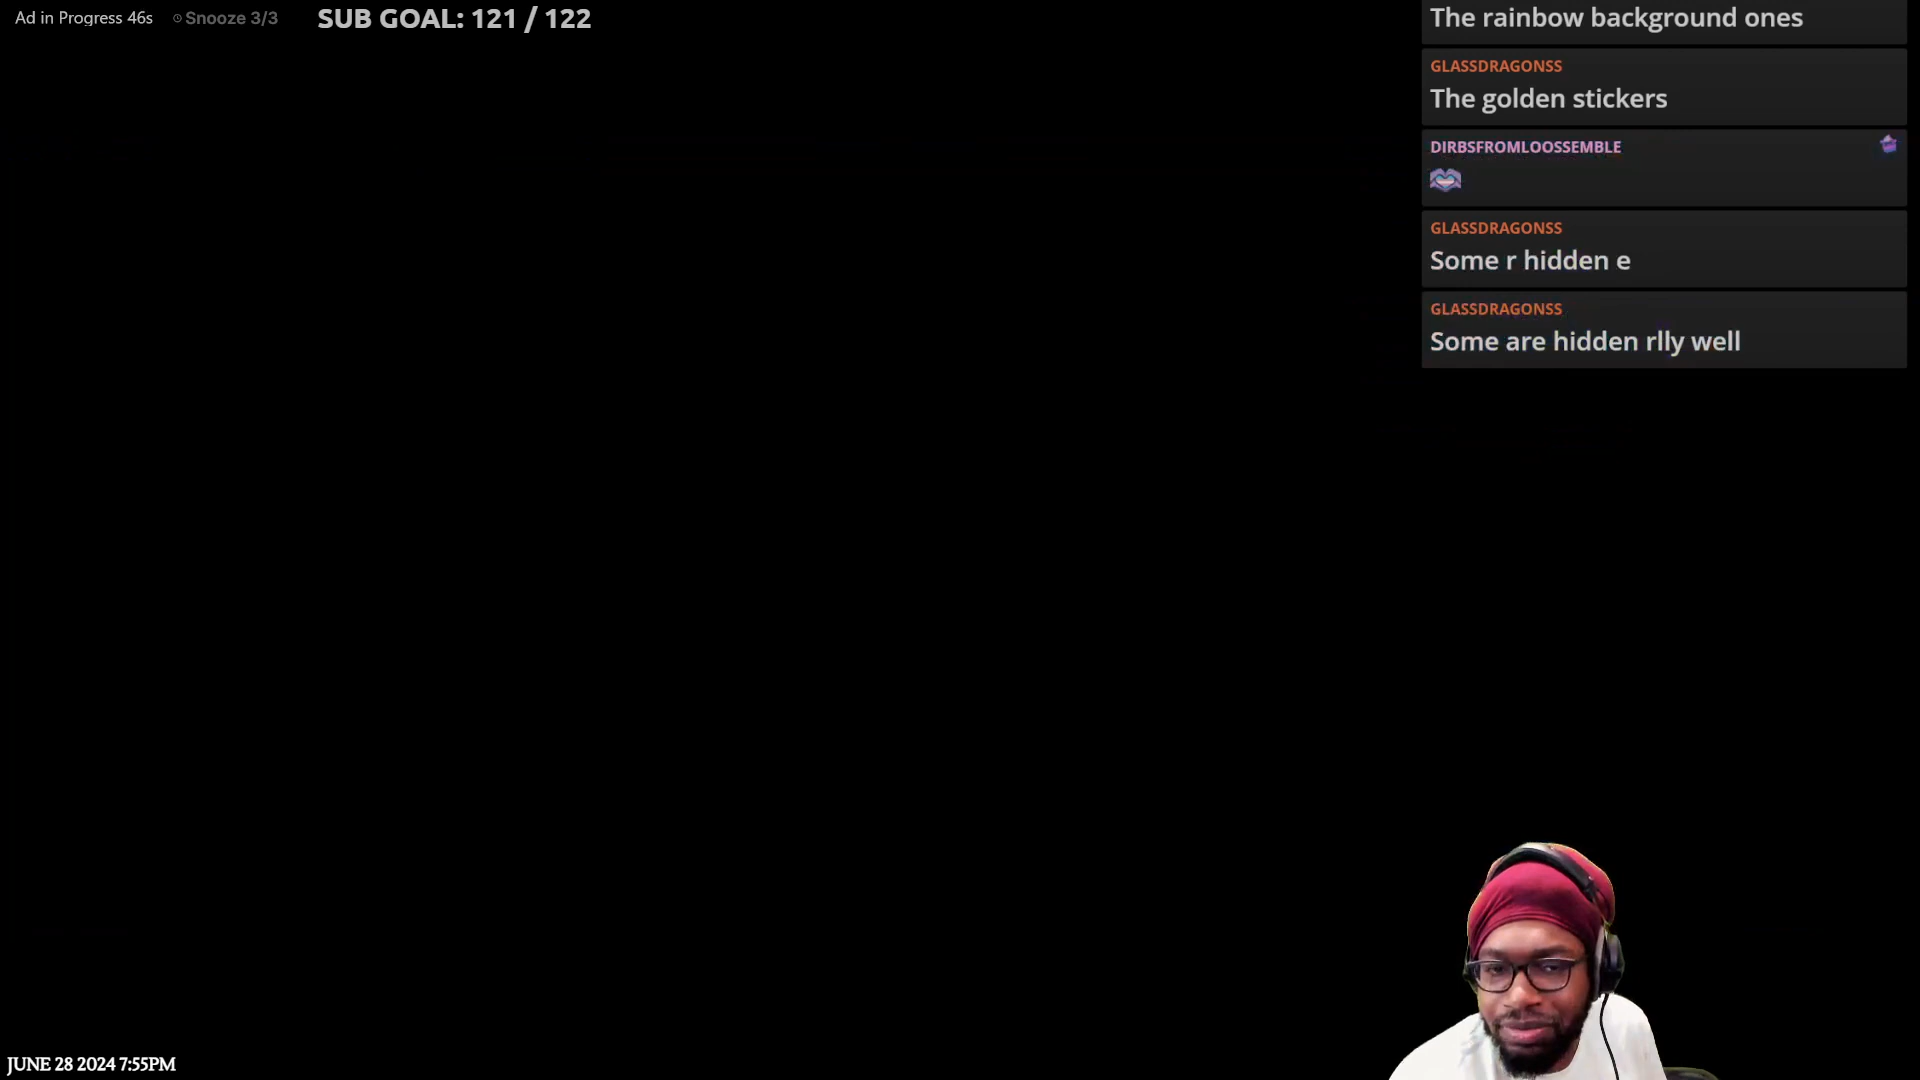 Ad in Progress 46s
Snooze 3/3
SUB GOAL: 121 / 122
The rainbow background ones
GLASSDRAGONSS
The golden stickers
DIRBSFROMLOOSSEMBLE
GLASSDRAGONSS
Some r hidden e
GLASSDRAGONSS
Some are hidden rlly well
JUNE 28 2024 7:55PM